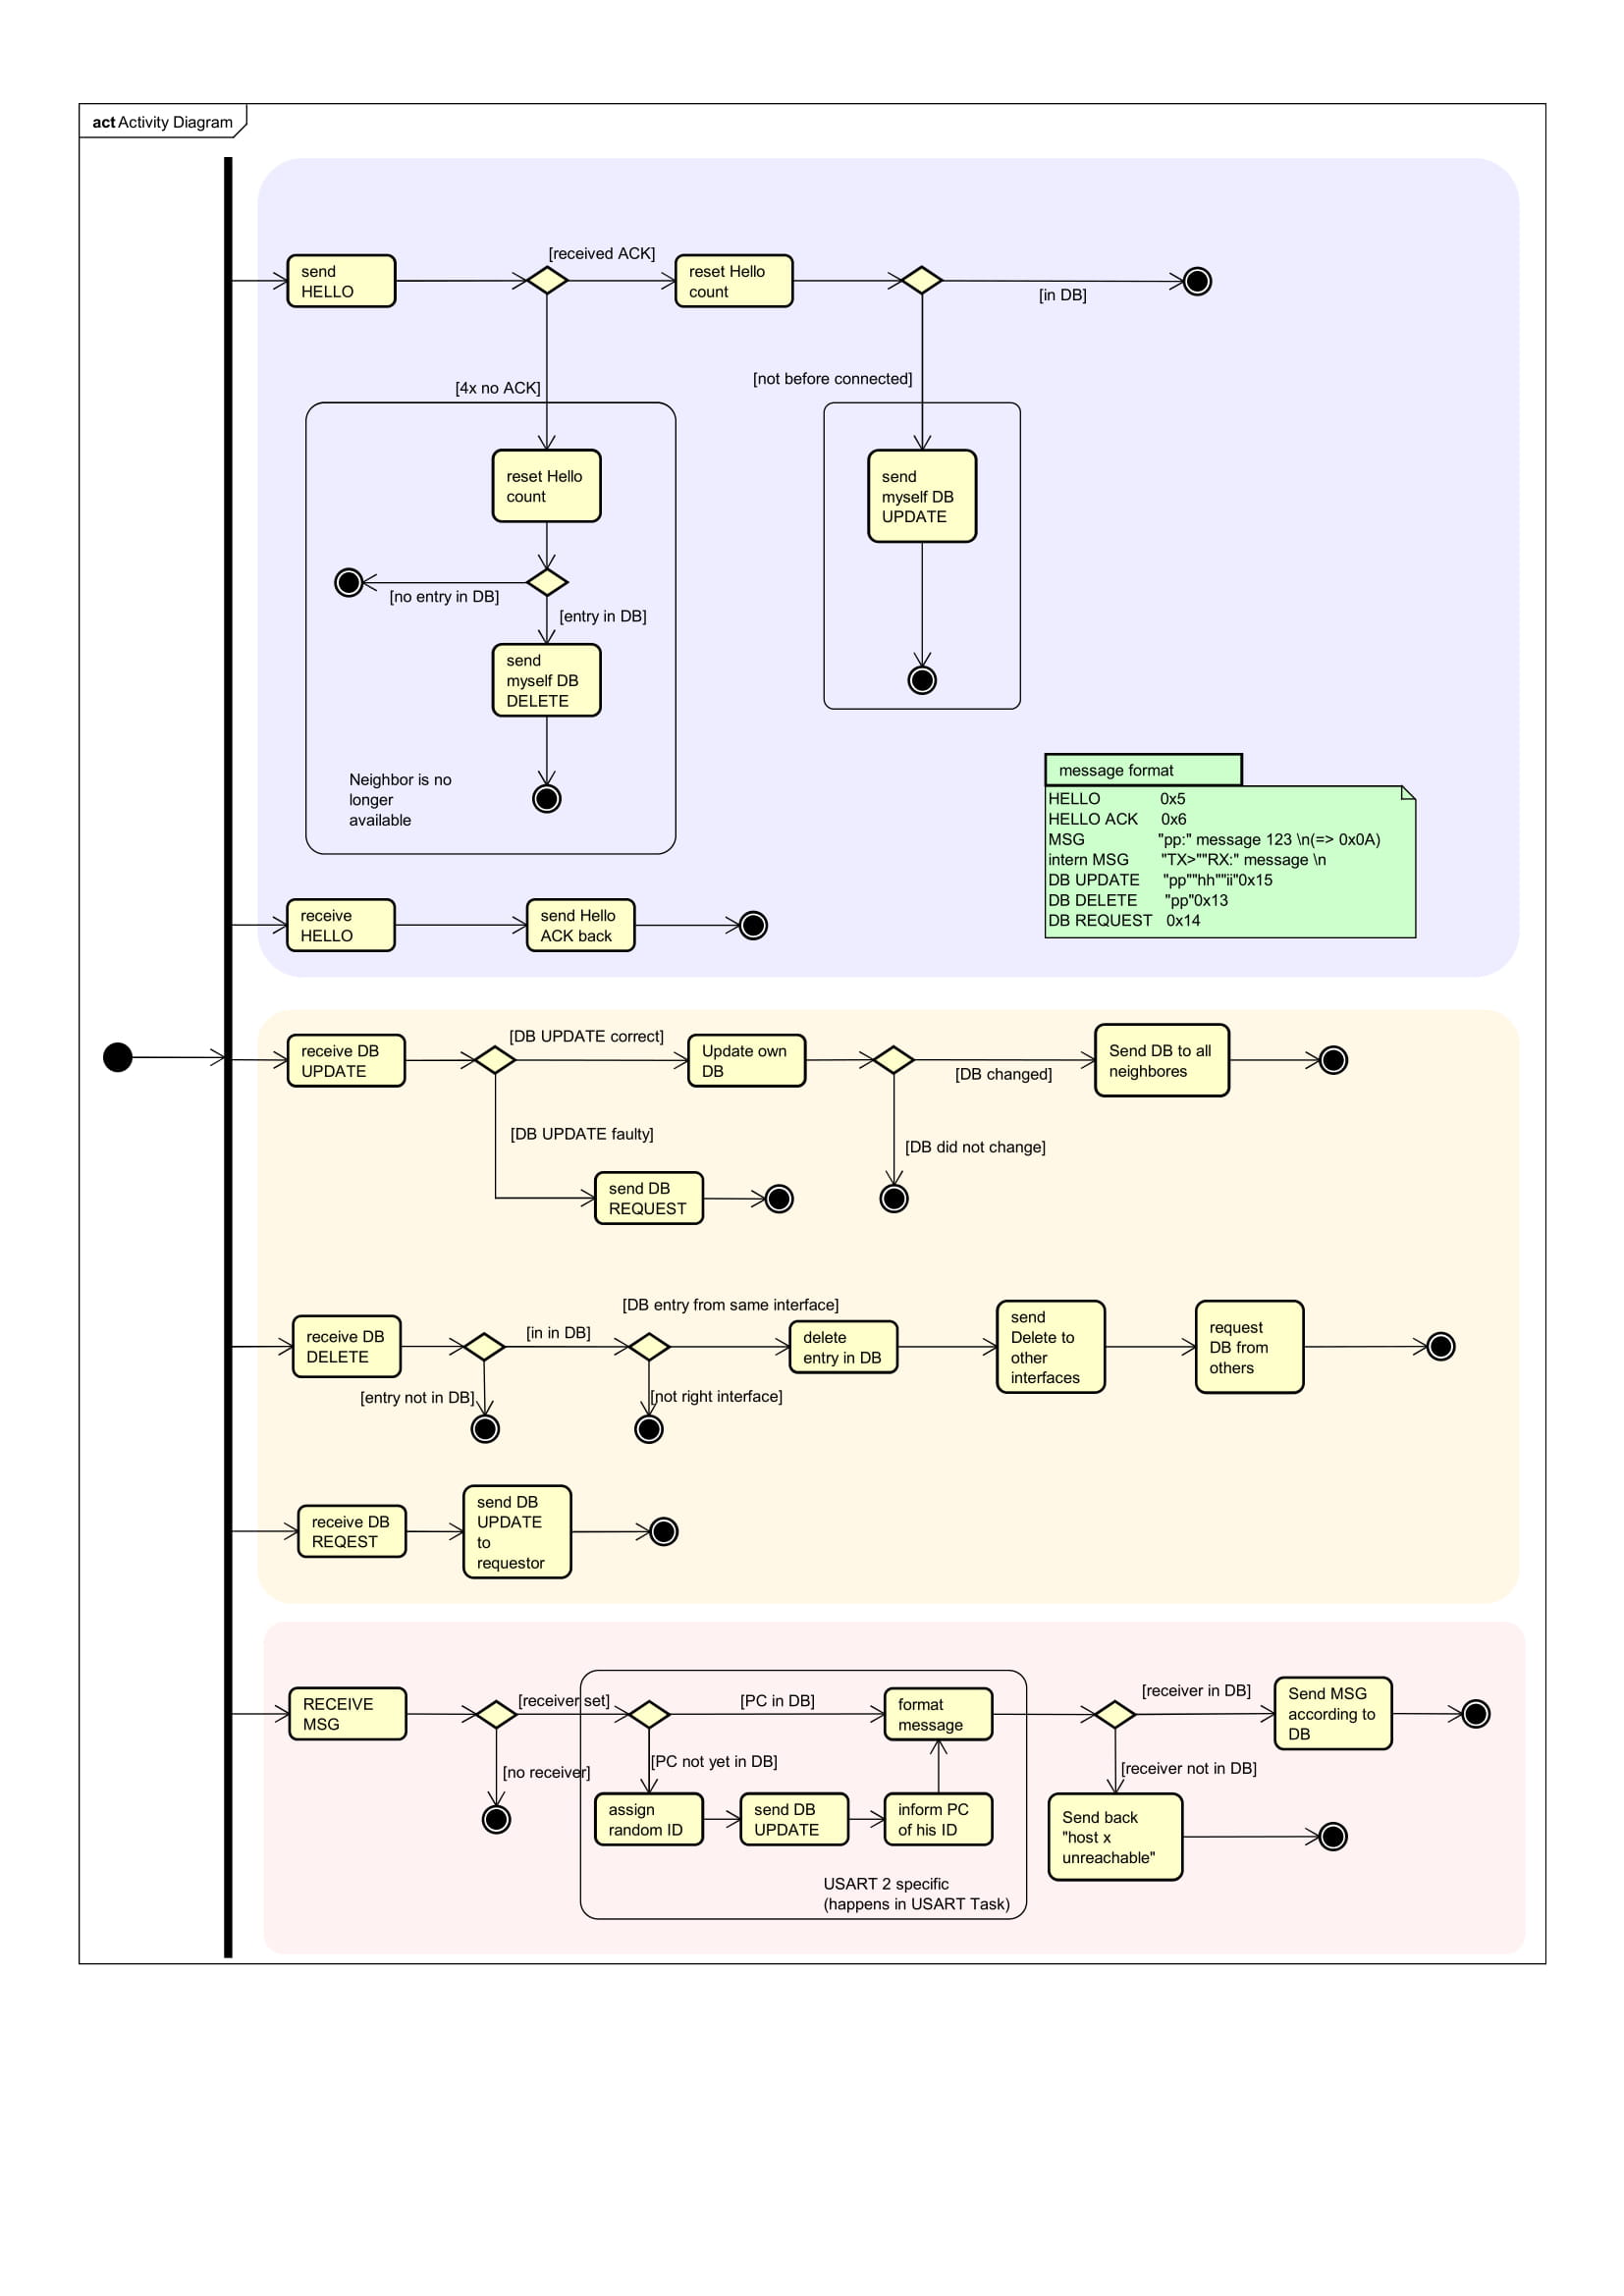 act Activity Diagram
send
HELLO
[received ACK]
reset Hello
count
[in DB]
[4x no ACK]
[not before connected]
reset Hello
count
send
myself DB
UPDATE
[no entry in DB]
[entry in DB]
send
myself DB
DELETE
Neighbor is no
longer
available
message format
HELLO 0x5
HELLO ACK 0x6
MSG "pp:" message 123 \n(=> 0x0A)
intern MSG "TX>""RX:" message \n
DB UPDATE "pp""hh""ii"0x15
DB DELETE "pp"0x13
DB REQUEST 0x14
receive
HELLO
send Hello
ACK back
receive DB
UPDATE
[DB UPDATE correct]
Update own
DB
[DB changed]
Send DB to all
neighbores
[DB UPDATE faulty]
[DB did not change]
send DB
REQUEST
receive DB
DELETE
[in in DB]
[DB entry from same interface]
delete
entry in DB
send
Delete to
other
interfaces
request
DB from
others
[entry not in DB]
[not right interface]
receive DB
REQEST
send DB
UPDATE
to
requestor
RECEIVE
MSG
[receiver set]
[PC in DB]
format
message
[receiver in DB]
Send MSG
according to
DB
[no receiver]
[PC not yet in DB]
[receiver not in DB]
assign
random ID
send DB
UPDATE
inform PC
of his ID
Send back
"host x
unreachable"
USART 2 specific
(happens in USART Task)